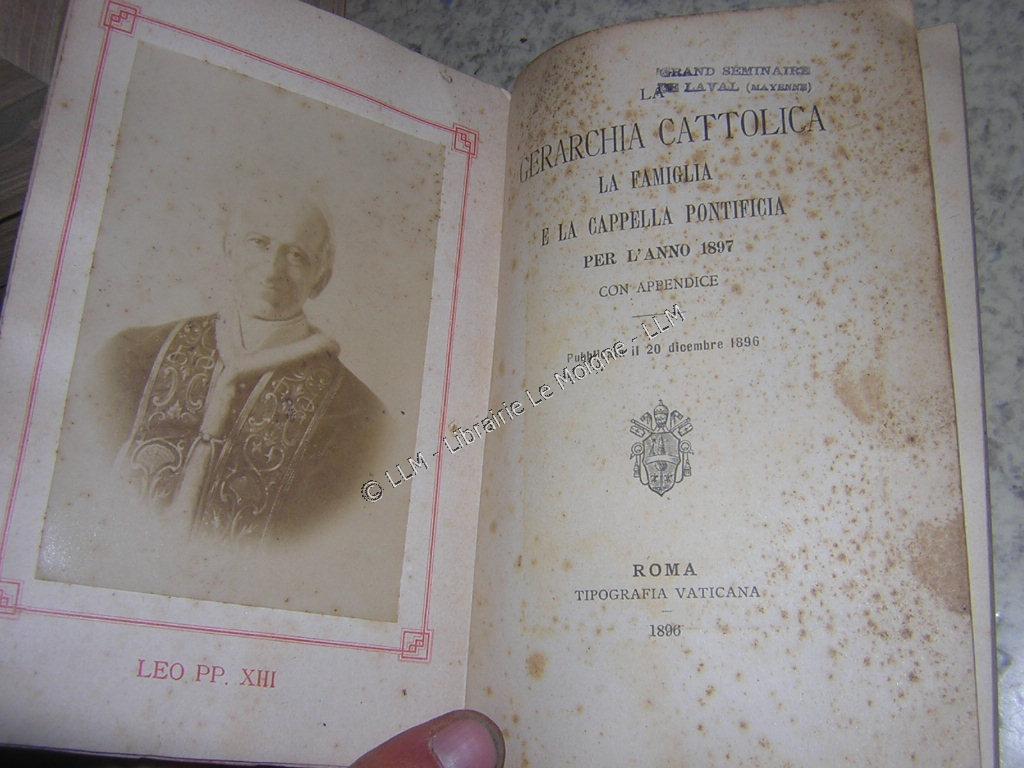 LEO PP. XIII
GRAND SÉMINAIRE
DE LAVAL (MAYENNE)
LA
GERARCHIA CATTOLICA
LA FAMIGLIA
E LA CAPPELLA PONTIFICIA
PER L'ANNO 1897
CON APPENDICE
Pubblicata il 20 dicembre 1896
ROMA
TIPOGRAFIA VATICANA
1896
© LLM - Librairie Le Moigne - LLM